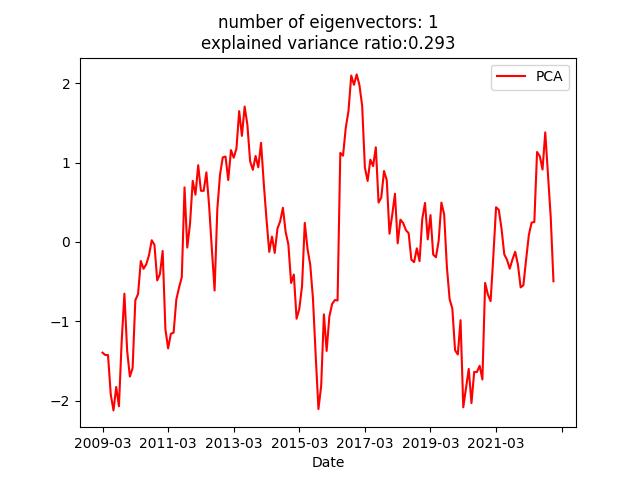 number of eigenvectors: 1
explained variance ratio:0.293
PCA
2
1
0
−1
−2
2009-03 2011-03 2013-03 2015-03 2017-03 2019-03 2021-03
Date